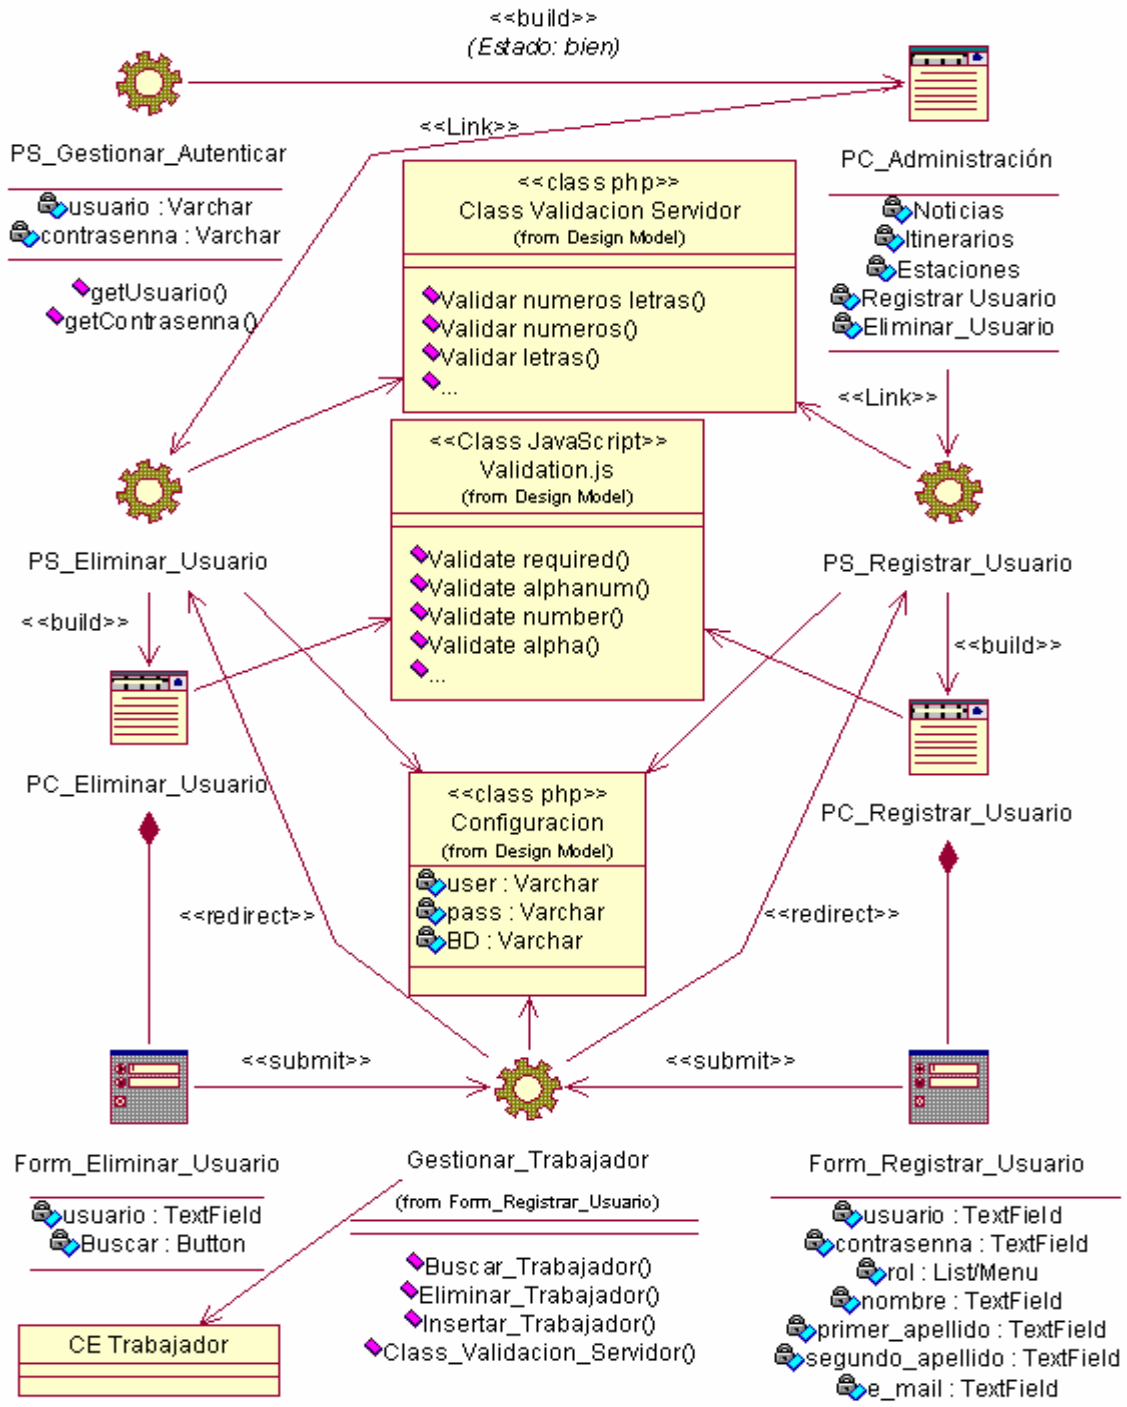 <<build>>
(Estado: bien)
<<Link>>
PS_Gestionar_Autenticar
usuario : Varchar
contrasenna : Varchar
getUsuario()
getContrasenna()
<<class php>>
Class Validacion Servidor
(from Design Model)
Validar numeros letras()
Validar numeros()
Validar letras()
...
PC_Administración
Noticias
Itinerarios
Estaciones
Registrar Usuario
Eliminar_Usuario
<<Link>>
<<Class JavaScript>>
Validation.js
(from Design Model)
Validate required()
Validate alphanum()
Validate number()
Validate alpha()
...
PS_Eliminar_Usuario
<<build>>
PS_Registrar_Usuario
<<build>>
PC_Eliminar_Usuario
PC_Registrar_Usuario
<<class php>>
Configuracion
(from Design Model)
user : Varchar
pass : Varchar
BD : Varchar
<<redirect>>
<<redirect>>
<<submit>>
<<submit>>
Form_Eliminar_Usuario
usuario : TextField
Buscar : Button
Gestionar_Trabajador
(from Form_Registrar_Usuario)
Buscar_Trabajador()
Eliminar_Trabajador()
Insertar_Trabajador()
Class_Validacion_Servidor()
Form_Registrar_Usuario
usuario : TextField
contrasenna : TextField
rol : List/Menu
nombre : TextField
primer_apellido : TextField
segundo_apellido : TextField
e_mail : TextField
CE Trabajador